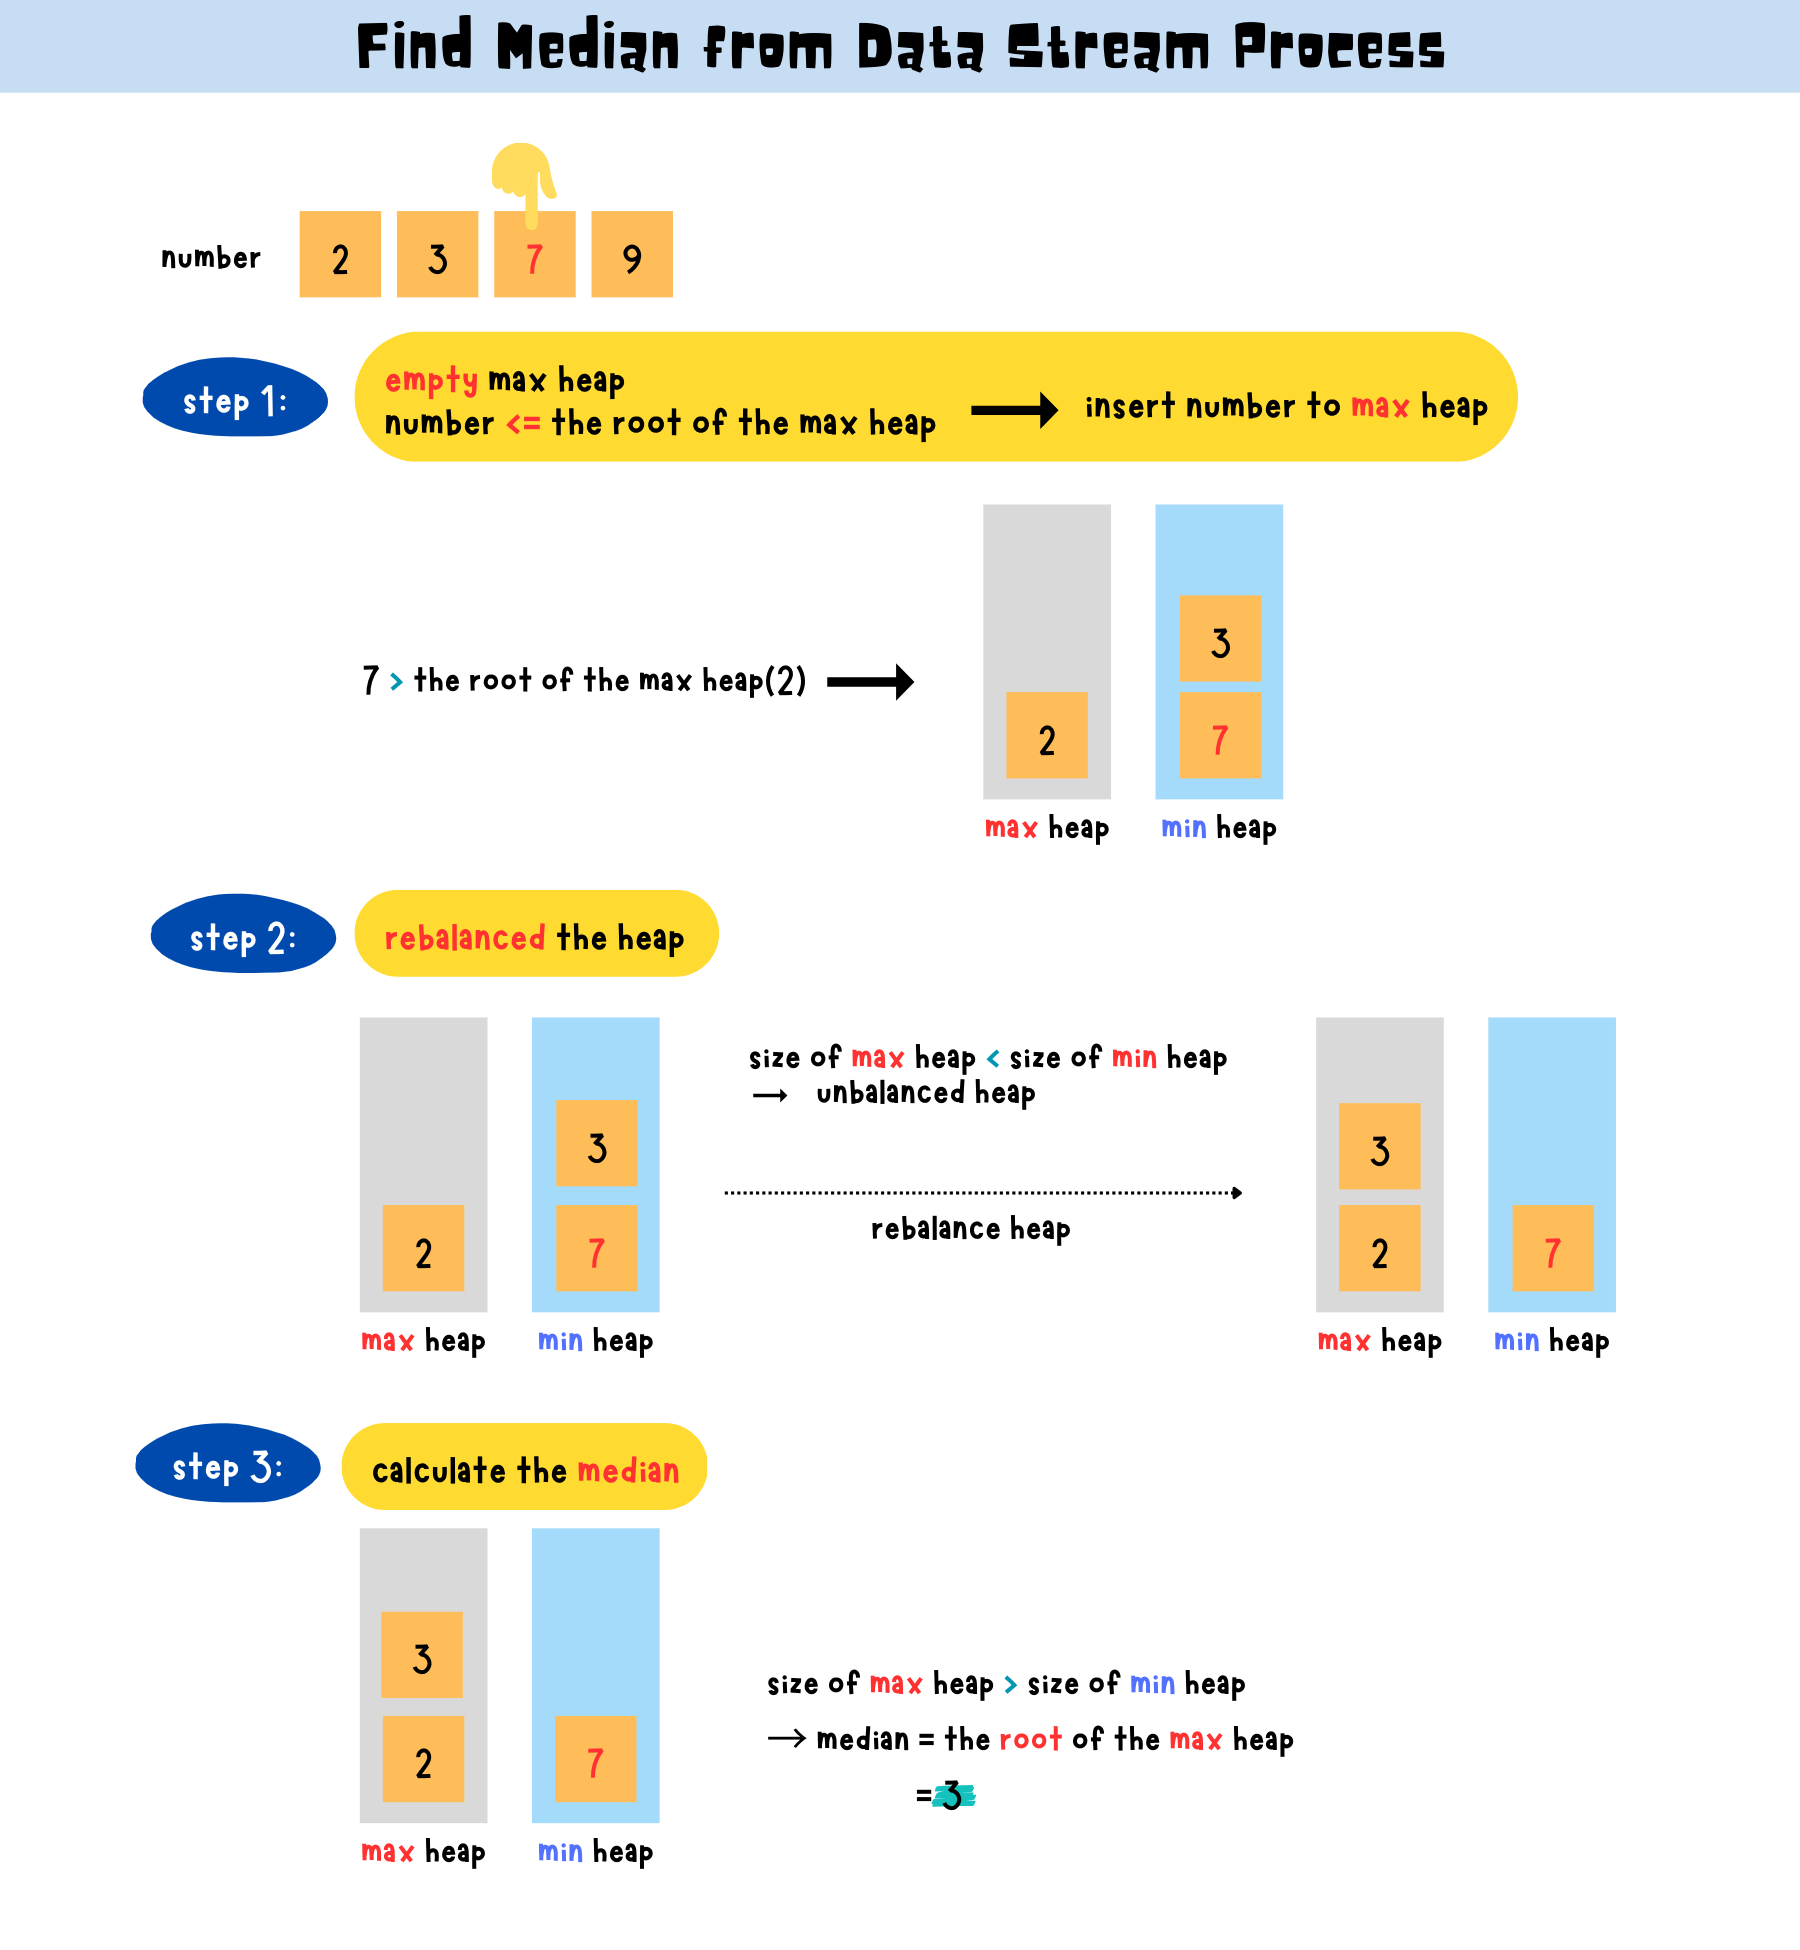 Find Median from Data Stream Process
number 2 3 7 9
step 1:
empty max heap
number <= the root of the max heap
insert number to max heap
7 > the root of the max heap(2)
3
2 7
max heap min heap
step 2: rebalanced the heap
size of max heap < size of min heap
→ unbalanced heap
rebalance heap
3
2 7
max heap min heap
3
2 7
max heap min heap
step 3: calculate the median
3
2 7
max heap min heap
size of max heap > size of min heap
→ median = the root of the max heap
= 3